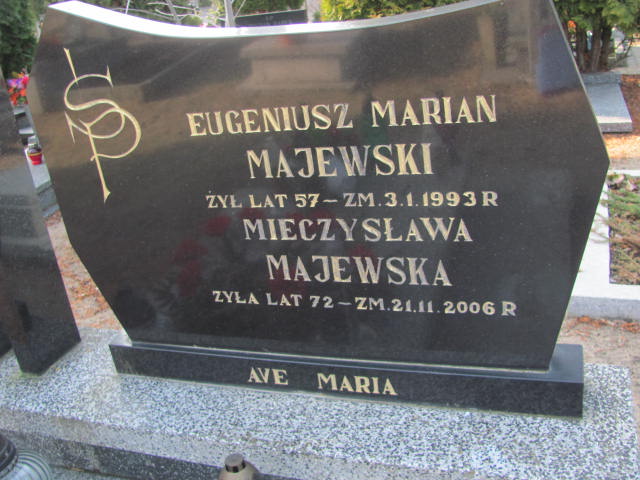 SP
EUGENIUSZ MARIAN
MAJEWSKI
ŻYŁ LAT 57 – ZM. 3.1.1993 R
MIECZYSŁAWA
MAJEWSKA
ŻYŁA LAT 72 – ZM. 21.11.2006 R
AVE MARIA